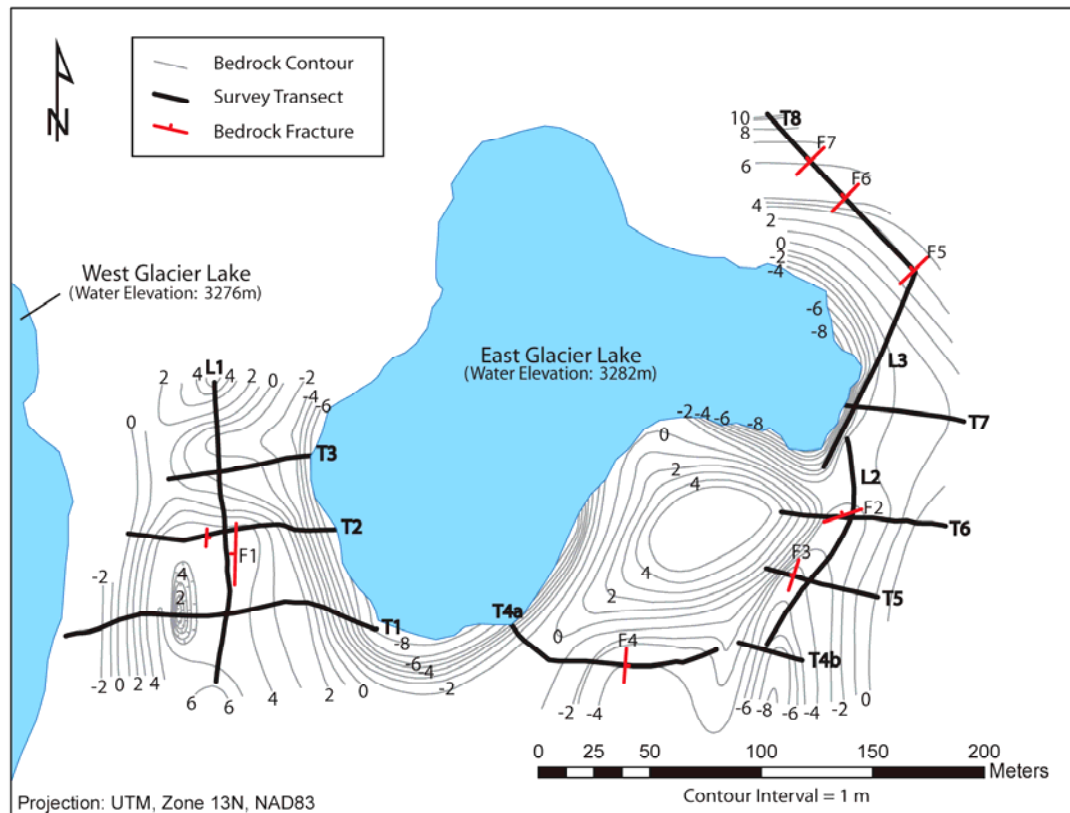 N
Bedrock Contour
Survey Transect
Bedrock Fracture
10
T8
8
F7
6
F6
4
2
0
-2
-4
F5
-6
-8
West Glacier Lake
(Water Elevation: 3276m)
East Glacier Lake
(Water Elevation: 3282m)
L3
T7
2 4 L1 4 2 0 -2
-4
-6
0
T3
-2 -4 -6 -8
0
2
4
L2
T2
F2
T6
F1
F3
-2
4
2
4
2
T5
T4a
T1
0
F4
T4b
-8
-6
-4
-2
-2 0 2 4
6 6 4 2 0
-2 -4
-6 -8 -6 -4 -2 0
0 25 50 100 150 200
Meters
Contour Interval = 1 m
Projection: UTM, Zone 13N, NAD83